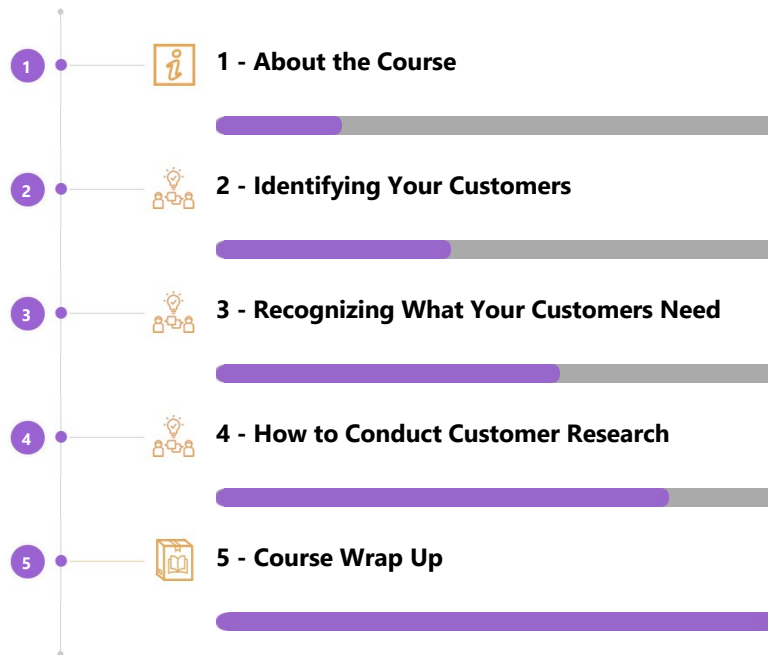 1
1 - About the Course
2
2 - Identifying Your Customers
3
3 - Recognizing What Your Customers Need
4
4 - How to Conduct Customer Research
5
5 - Course Wrap Up